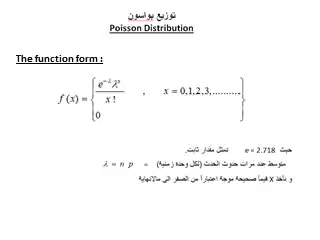 توزيع بواسون
Poisson Distribution
The function form :
f (x) = { e^{-λ} λ^x / x ! , x = 0,1,2,3,..........
0
حيث e = 2.718 تمثل مقدار ثابت.
متوسط عدد مرات حدوث الحدث (لكل وحدة زمنية) = λ = n p
و تأخذ X قيماً صحيحة موجة اعتباراً من الصفر الى مالانهاية